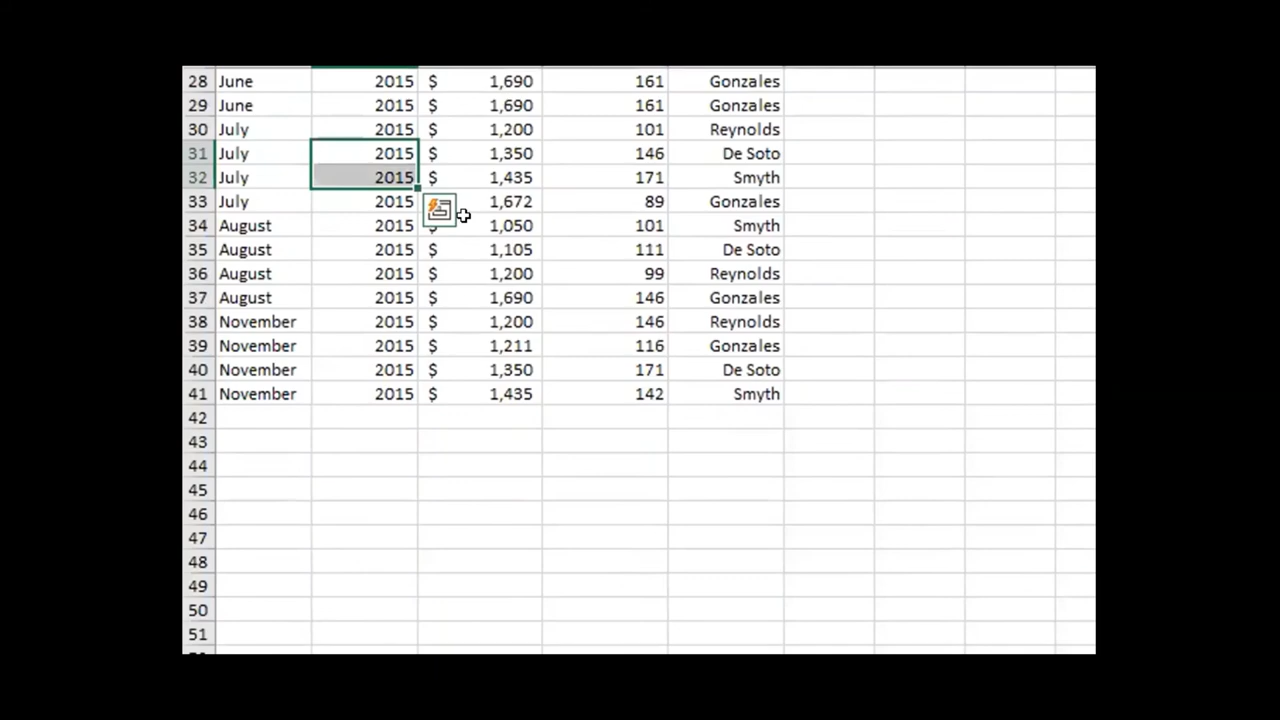 28 June 2015 $ 1,690 161 Gonzales
29 June 2015 $ 1,690 161 Gonzales
30 July 2015 $ 1,200 101 Reynolds
31 July 2015 $ 1,350 146 De Soto
32 July 2015 $ 1,435 171 Smyth
33 July 2015 1,672 89 Gonzales
34 August 2015 $ 1,050 101 Smyth
35 August 2015 $ 1,105 111 De Soto
36 August 2015 $ 1,200 99 Reynolds
37 August 2015 $ 1,690 146 Gonzales
38 November 2015 $ 1,200 146 Reynolds
39 November 2015 $ 1,211 116 Gonzales
40 November 2015 $ 1,350 171 De Soto
41 November 2015 $ 1,435 142 Smyth
42
43
44
45
46
47
48
49
50
51